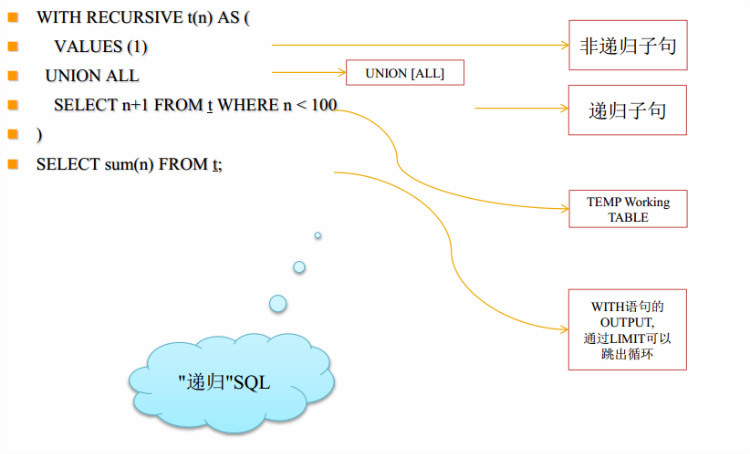 WITH RECURSIVE t(n) AS (
VALUES (1)
非递归子句
UNION ALL
UNION [ALL]
SELECT n+1 FROM t WHERE n < 100
递归子句
)
SELECT sum(n) FROM t;
TEMP Working
TABLE
WITH语句的
OUTPUT,
通过LIMIT可以
跳出循环
"递归"SQL